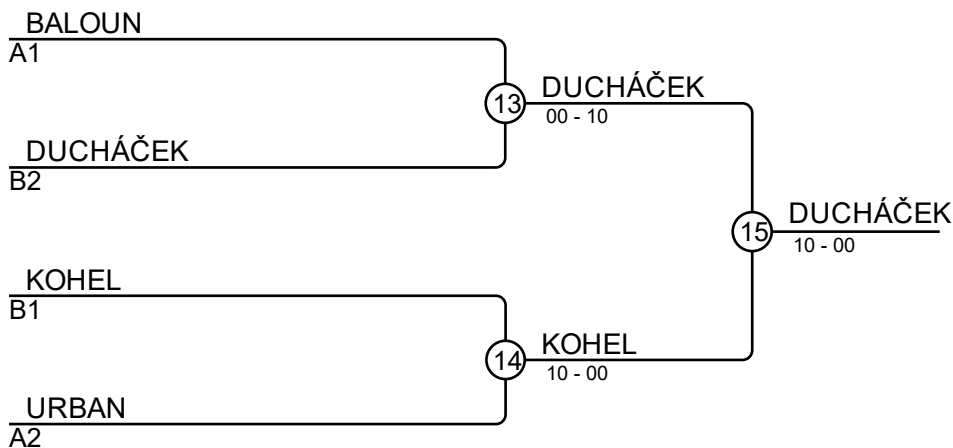 BALOUN
A1
13
DUCHÁČEK
00 - 10
DUCHÁČEK
B2
15
DUCHÁČEK
10 - 00
KOHEL
B1
14
KOHEL
10 - 00
URBAN
A2